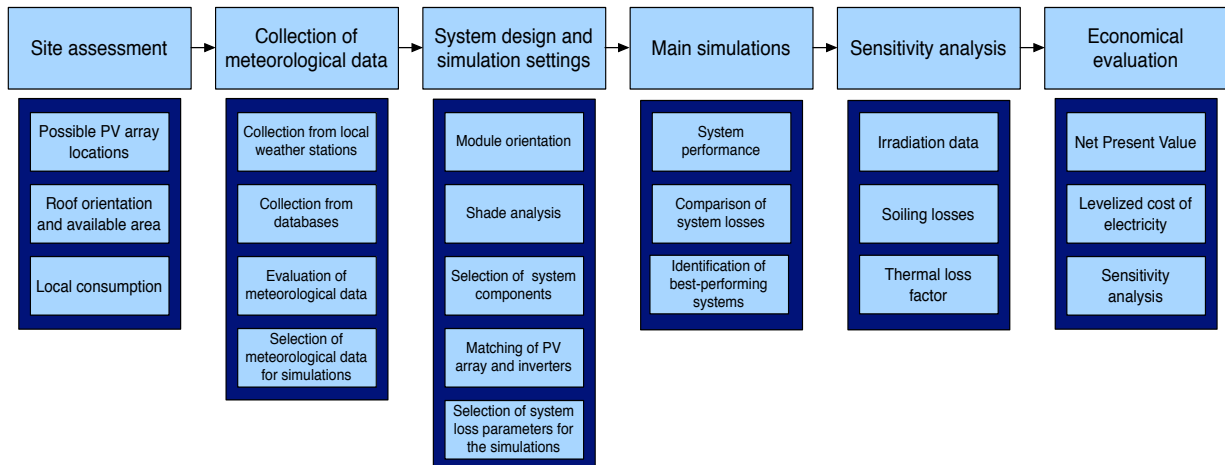 Site assessment
Collection of
meteorological data
System design and
simulation settings
Main simulations
Sensitivity analysis
Economical
evaluation
Possible PV array
locations
Roof orientation
and available area
Local consumption
Collection from local
weather stations
Collection from
databases
Evaluation of
meteorological data
Selection of
meteorological data
for simulations
Module orientation
Shade analysis
Selection of system
components
Matching of PV
array and inverters
Selection of system
loss parameters for
the simulations
System
performance
Comparison of
system losses
Identification of
best-performing
systems
Irradiation data
Soiling losses
Thermal loss
factor
Net Present Value
Levelized cost of
electricity
Sensitivity
analysis